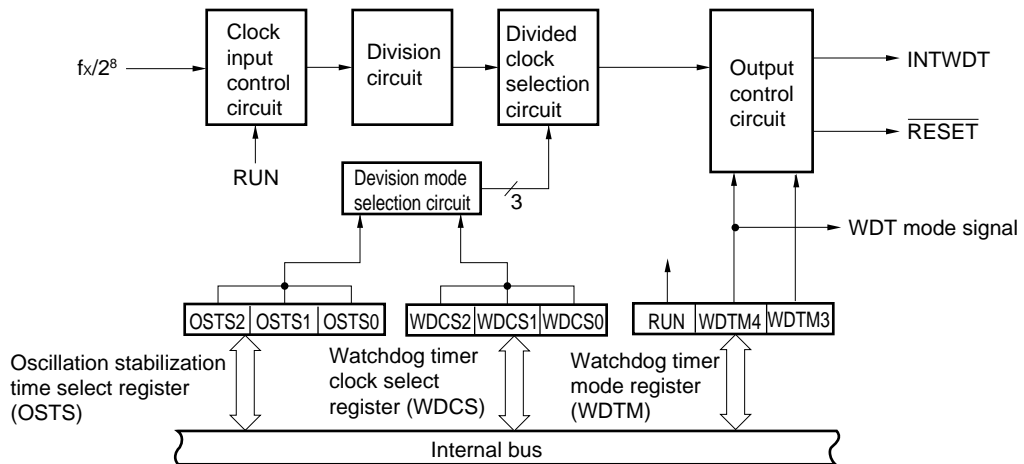 Clock
input
control
circuit
Division
circuit
Divided
clock
selection
circuit
Output
control
circuit
fX/2⁸
INTWDT
RESET
RUN
Devision mode
selection circuit
3
WDT mode signal
OSTS2 OSTS1 OSTS0
WDCS2 WDCS1 WDCS0
RUN WDTM4 WDTM3
Oscillation stabilization
time select register
(OSTS)
Watchdog timer
clock select
register (WDCS)
Watchdog timer
mode register
(WDTM)
Internal bus